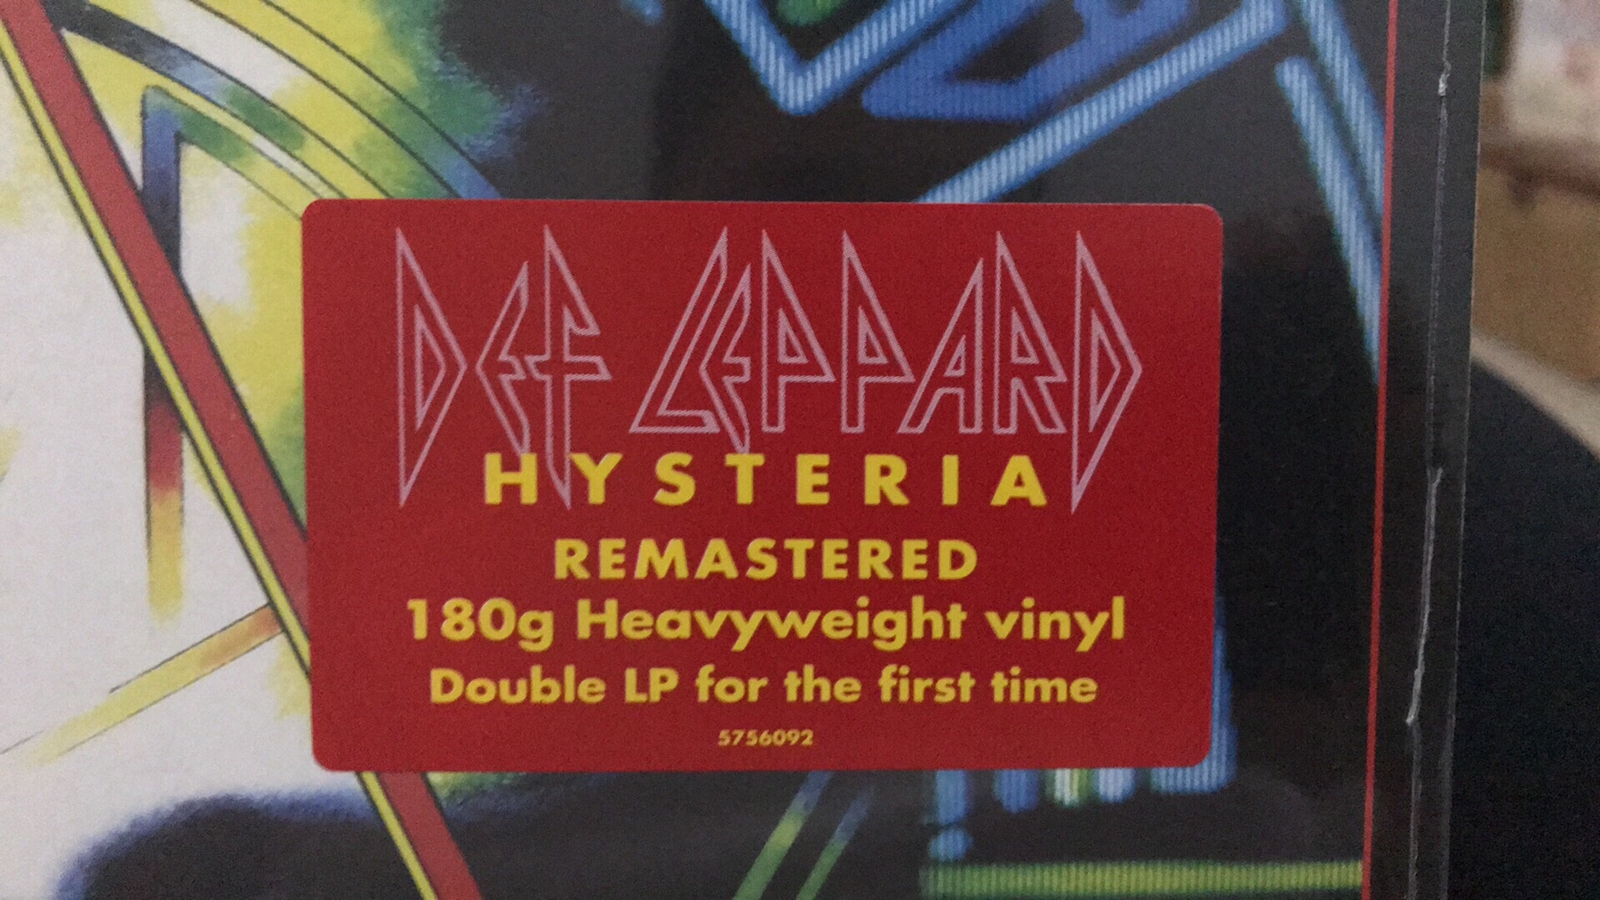 DEF LEPPARD
HYSTERIA
REMASTERED
180g Heavyweight vinyl
Double LP for the first time
5756092